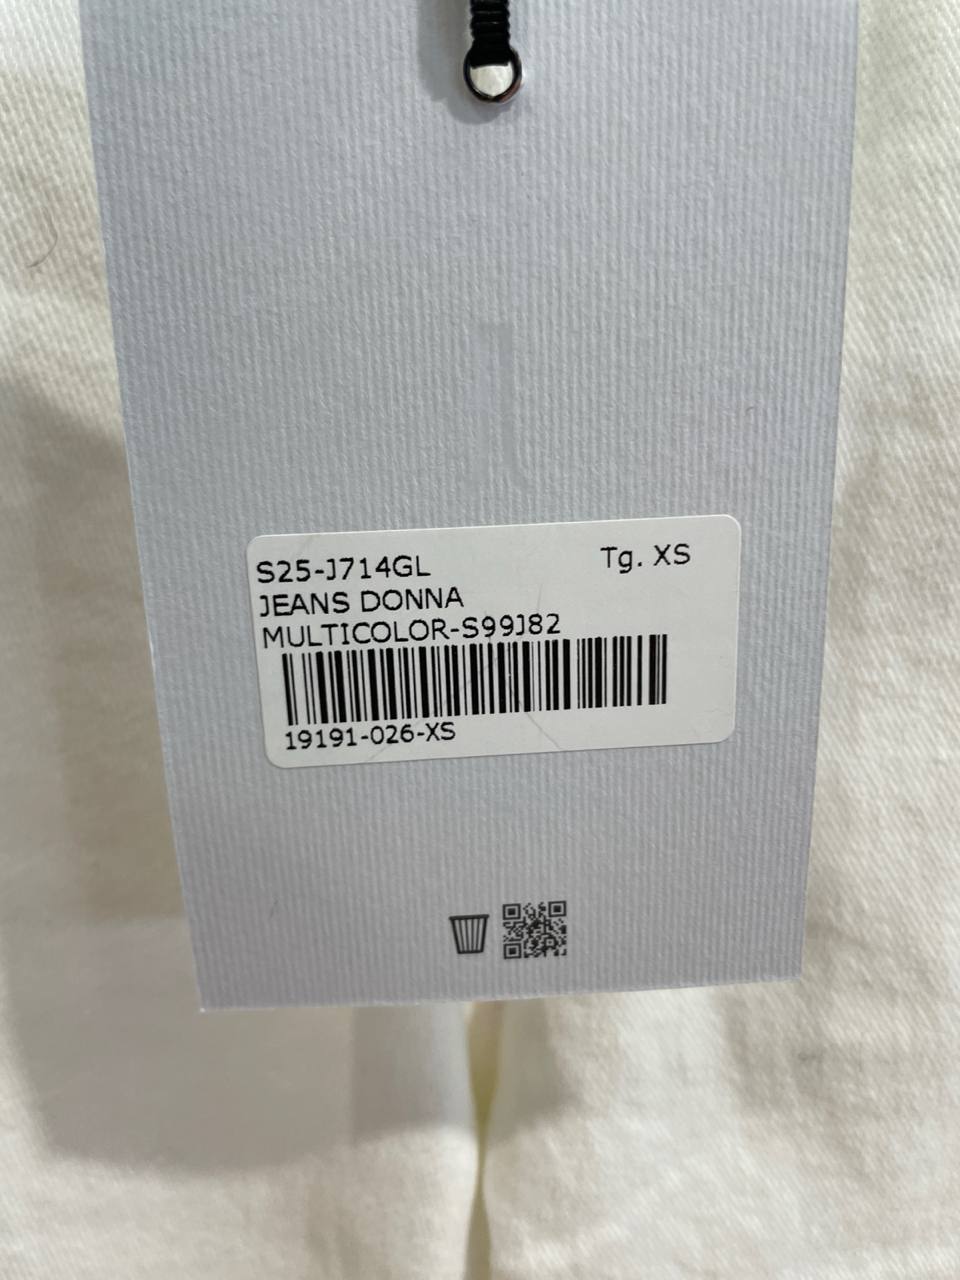 S25-J714GL Tg. XS
JEANS DONNA
MULTICOLOR-S99J82
19191-026-XS